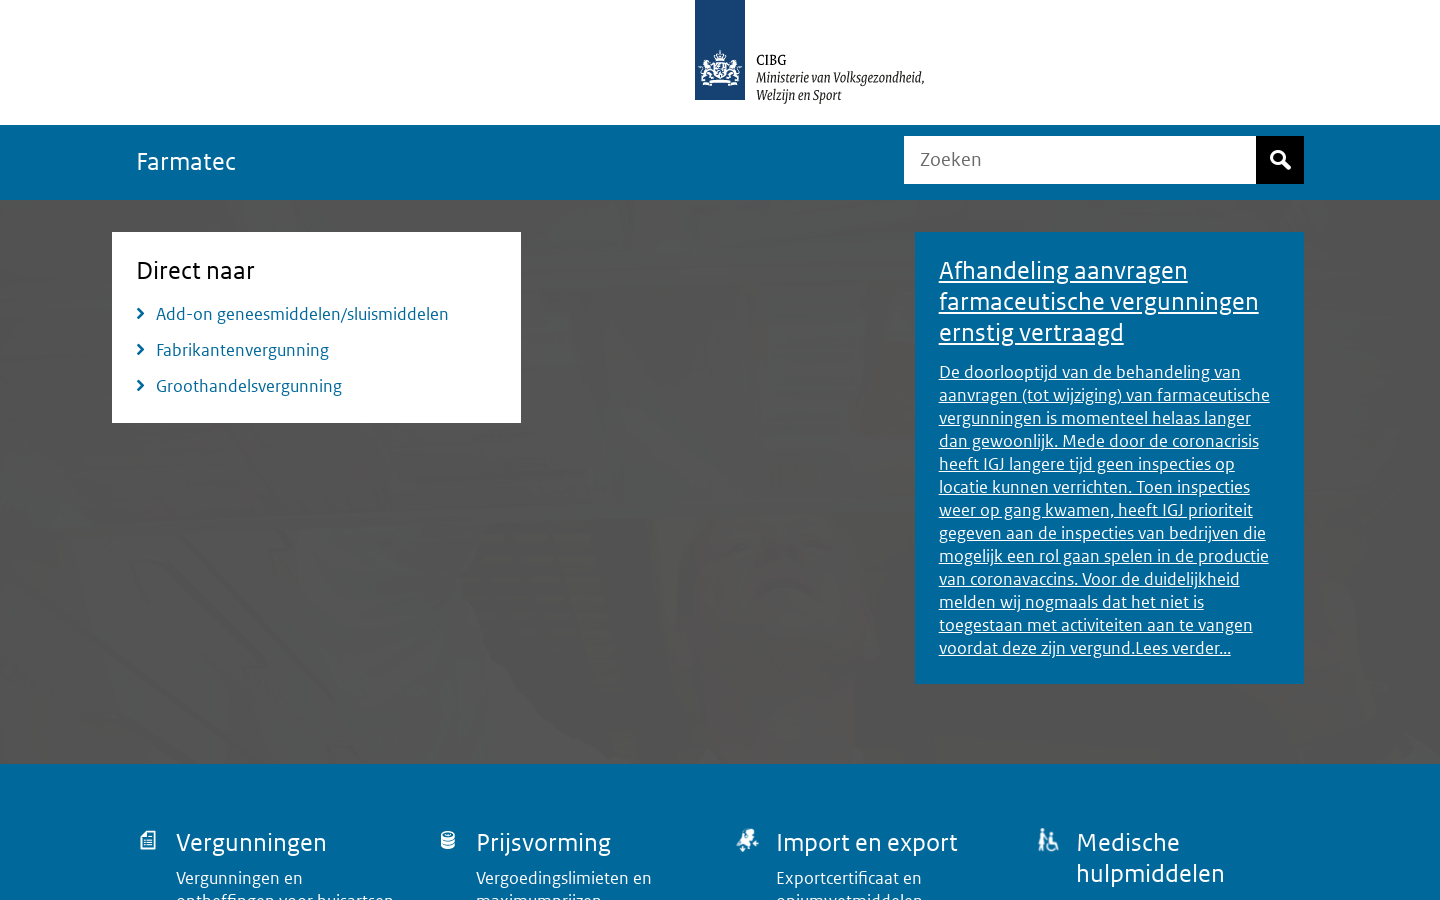 CIBG
Ministerie van Volksgezondheid,
Welzijn en Sport
Farmatec
Zoeken
Direct naar
Add-on geneesmiddelen/sluismiddelen
Fabrikantenvergunning
Groothandelsvergunning
Afhandeling aanvragen
farmaceutische vergunningen
ernstig vertraagd
De doorlooptijd van de behandeling van
aanvragen (tot wijziging) van farmaceutische
vergunningen is momenteel helaas langer
dan gewoonlijk. Mede door de coronacrisis
heeft IGJ langere tijd geen inspecties op
locatie kunnen verrichten. Toen inspecties
weer op gang kwamen, heeft IGJ prioriteit
gegeven aan de inspecties van bedrijven die
mogelijk een rol gaan spelen in de productie
van coronavaccins. Voor de duidelijkheid
melden wij nogmaals dat het niet is
toegestaan met activiteiten aan te vangen
voordat deze zijn vergund.Lees verder...
Vergunningen
Vergunningen en
ontheffingen voor huisartsen
Prijsvorming
Vergoedingslimieten en
maximumprijzen
Import en export
Exportcertificaat en
opiumwetmiddelen
Medische
hulpmiddelen